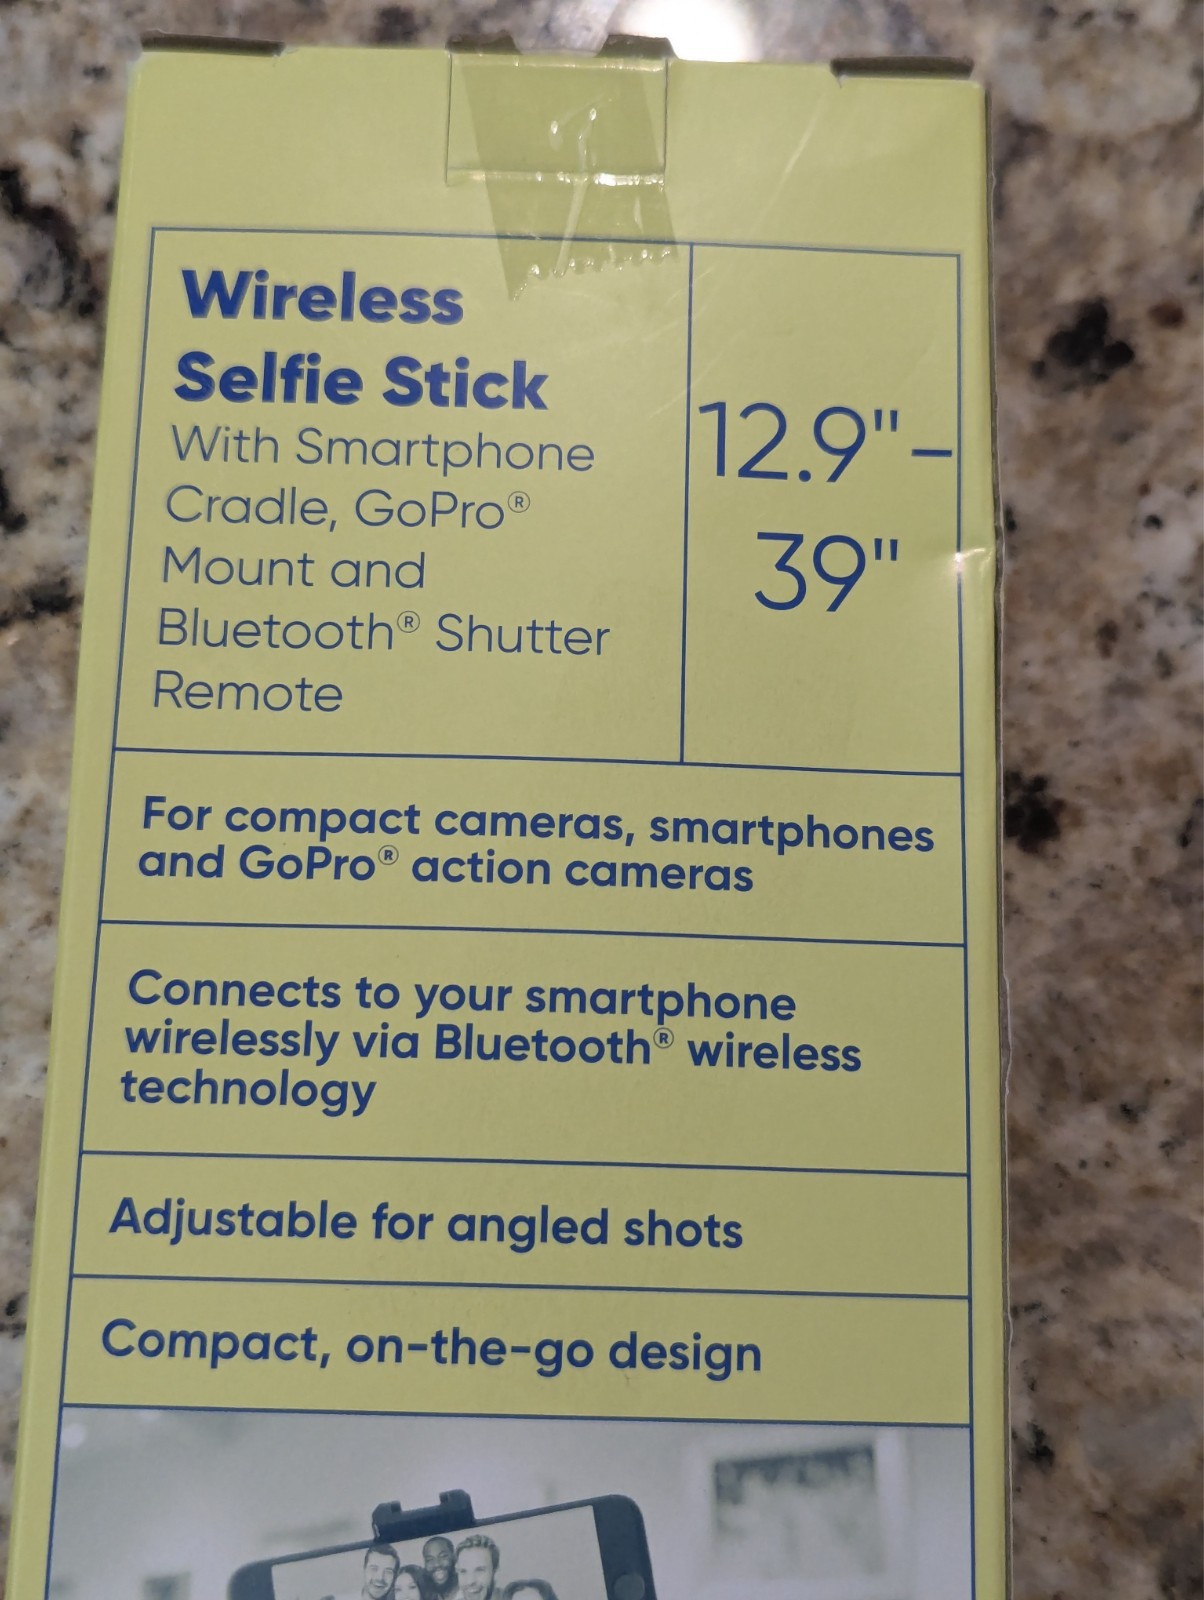 Wireless
Selfie Stick
With Smartphone
Cradle, GoPro®
Mount and
Bluetooth® Shutter
Remote
12.9"–
39"
For compact cameras, smartphones
and GoPro® action cameras
Connects to your smartphone
wirelessly via Bluetooth® wireless
technology
Adjustable for angled shots
Compact, on-the-go design